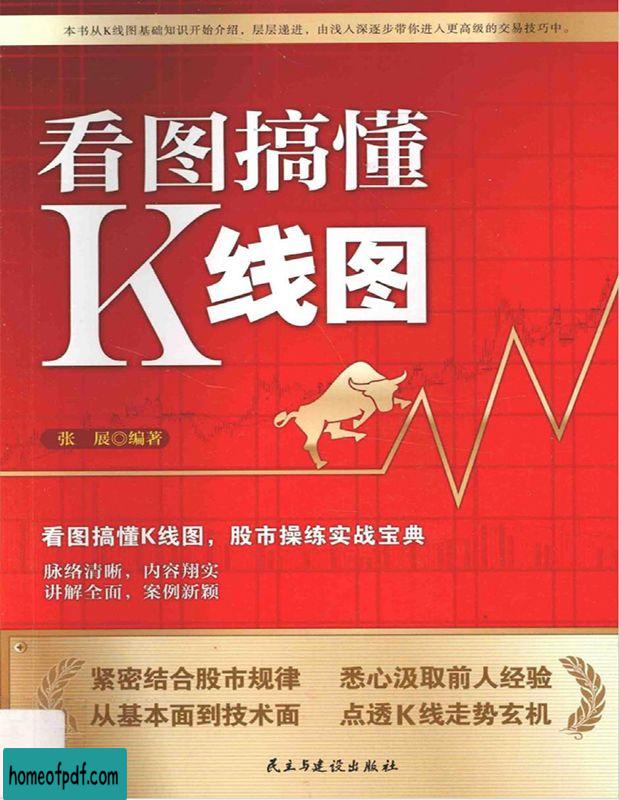 本书从K线图基础知识开始介绍，层层递进，由浅入深逐步带你进入更高级的交易技巧中。
看图搞懂
K线图
张 展◎编著
看图搞懂K线图，股市操练实战宝典
脉络清晰，内容翔实
讲解全面，案例新颖
紧密结合股市规律 悉心汲取前人经验
从基本面到技术面 点透K线走势玄机
民主与建设出版社
homeofpdf.com